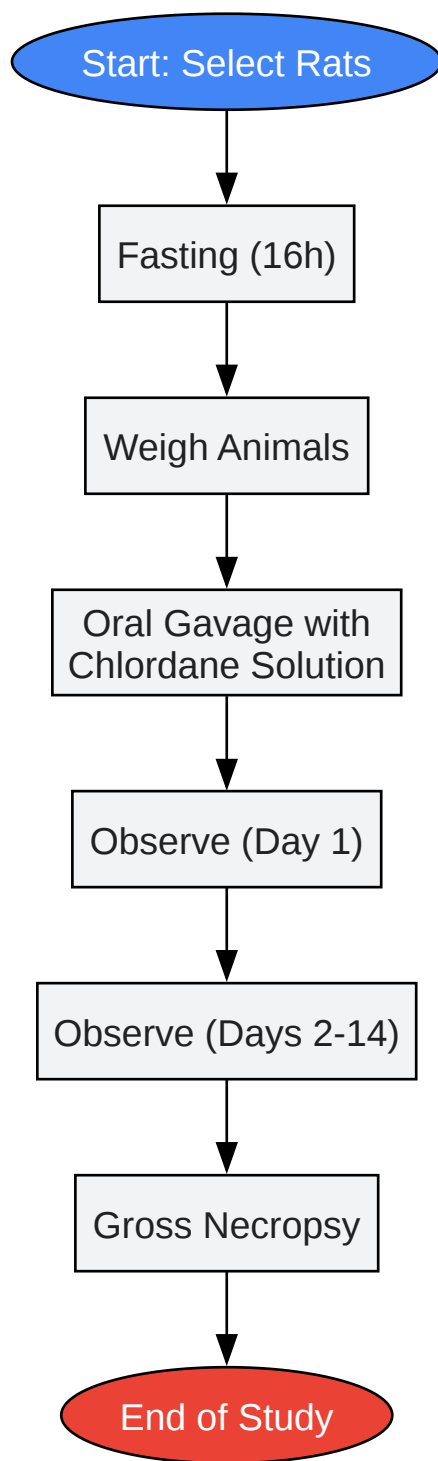 Start: Select Rats
Fasting (16h)
Weigh Animals
Oral Gavage with
Chlordane Solution
Observe (Day 1)
Observe (Days 2-14)
Gross Necropsy
End of Study